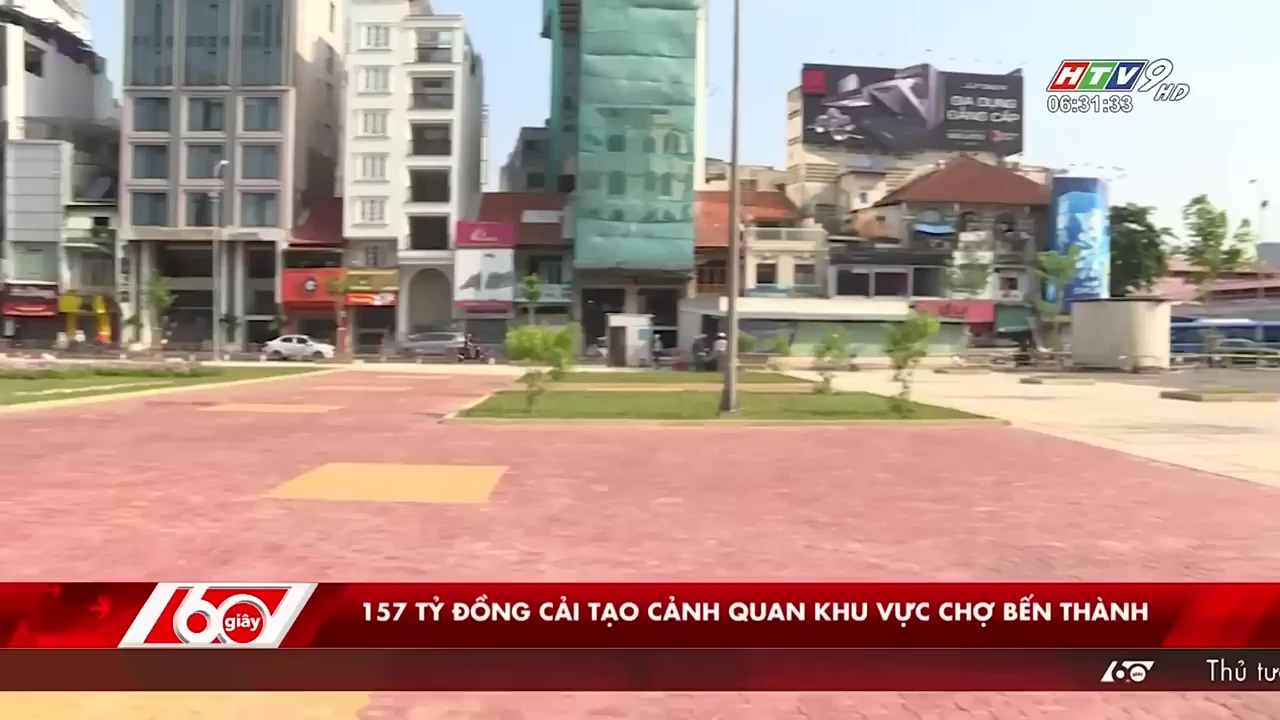 HTV9 HD
06:31:33
GIA DỤNG
ĐẲNG CẤP
60 giây
157 TỶ ĐỒNG CẢI TẠO CẢNH QUAN KHU VỰC CHỢ BẾN THÀNH
60 giây
Thủ tư